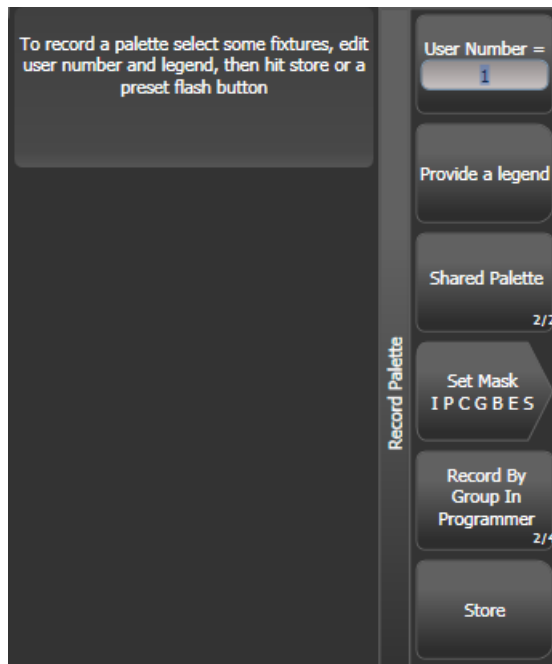 To record a palette select some fixtures, edit
user number and legend, then hit store or a
preset flash button
Record Palette
User Number =
1
Provide a legend
Shared Palette
2/2
Set Mask
I P C G B E S
Record By
Group In
Programmer
2/4
Store